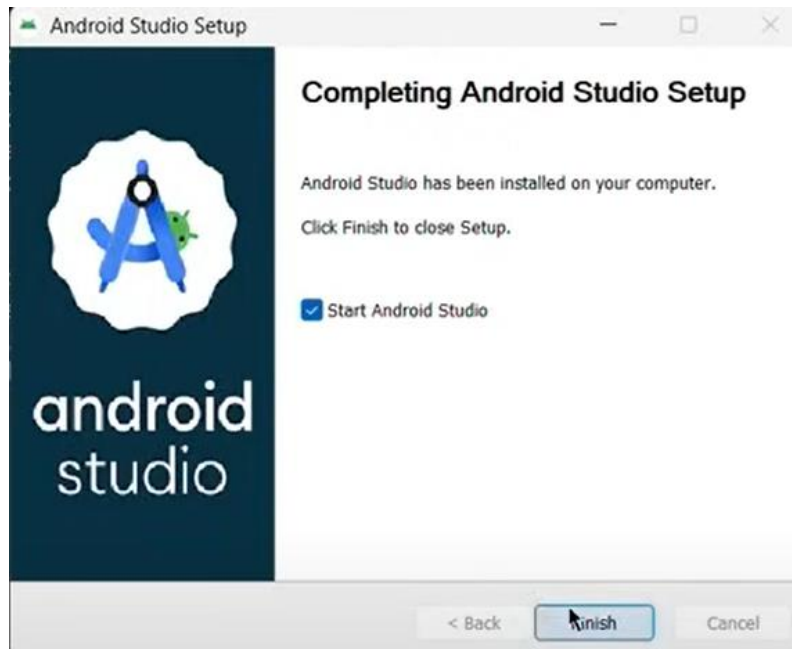 Android Studio Setup
Completing Android Studio Setup
Android Studio has been installed on your computer.
Click Finish to close Setup.
Start Android Studio
android
studio
< Back
Finish
Cancel